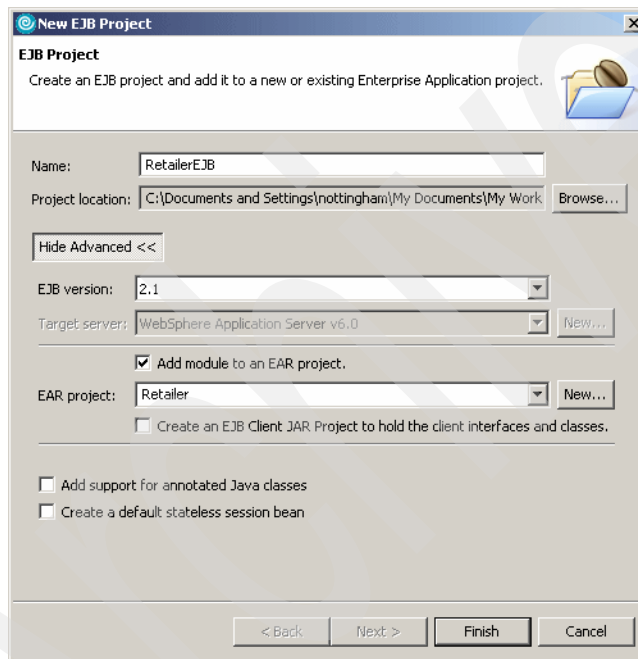 New EJB Project
EJB Project
Create an EJB project and add it to a new or existing Enterprise Application project.
Name: RetailerEJB
Project location: C:\Documents and Settings\nottingham\My Documents\My Work Browse...
Hide Advanced <<
EJB version: 2.1
Target server: WebSphere Application Server v6.0 New...
Add module to an EAR project.
EAR project: Retailer New...
Create an EJB Client JAR Project to hold the client interfaces and classes.
Add support for annotated Java classes
Create a default stateless session bean
< Back Next > Finish Cancel